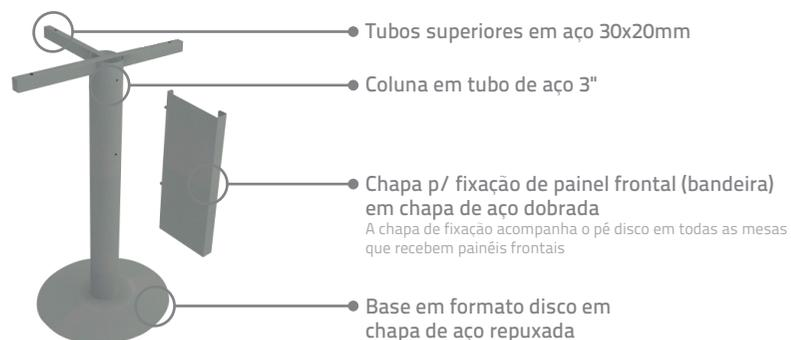 Tubos superiores em aço 30x20mm
Coluna em tubo de aço 3"
Chapa p/ fixação de painel frontal (bandeira)
em chapa de aço dobrada
A chapa de fixação acompanha o pé disco em todas as mesas
que recebem painéis frontais
Base em formato disco em
chapa de aço repuxada